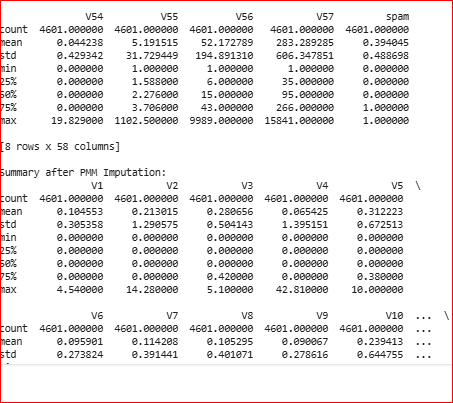 V54 V55 V56 V57 spam
count 4601.000000 4601.000000 4601.000000 4601.000000 4601.000000
mean 0.044238 5.191515 52.172789 283.289285 0.394045
std 0.429342 31.729449 194.891310 606.347851 0.488698
min 0.000000 1.000000 1.000000 1.000000 0.000000
25% 0.000000 1.588000 6.000000 35.000000 0.000000
50% 0.000000 2.276000 15.000000 95.000000 0.000000
75% 0.000000 3.706000 43.000000 266.000000 1.000000
max 19.829000 1102.500000 9989.000000 15841.000000 1.000000
[8 rows x 58 columns]
Summary after PMM Imputation:
V1 V2 V3 V4 V5 \
count 4601.000000 4601.000000 4601.000000 4601.000000 4601.000000
mean 0.104553 0.213015 0.280656 0.065425 0.312223
std 0.305358 1.290575 0.504143 1.395151 0.672513
min 0.000000 0.000000 0.000000 0.000000 0.000000
25% 0.000000 0.000000 0.000000 0.000000 0.000000
50% 0.000000 0.000000 0.000000 0.000000 0.000000
75% 0.000000 0.000000 0.420000 0.000000 0.380000
max 4.540000 14.280000 5.100000 42.810000 10.000000
V6 V7 V8 V9 V10 ... \
count 4601.000000 4601.000000 4601.000000 4601.000000 4601.000000 ...
mean 0.095901 0.114208 0.105295 0.090067 0.239413 ...
std 0.273824 0.391441 0.401071 0.278616 0.644755 ...